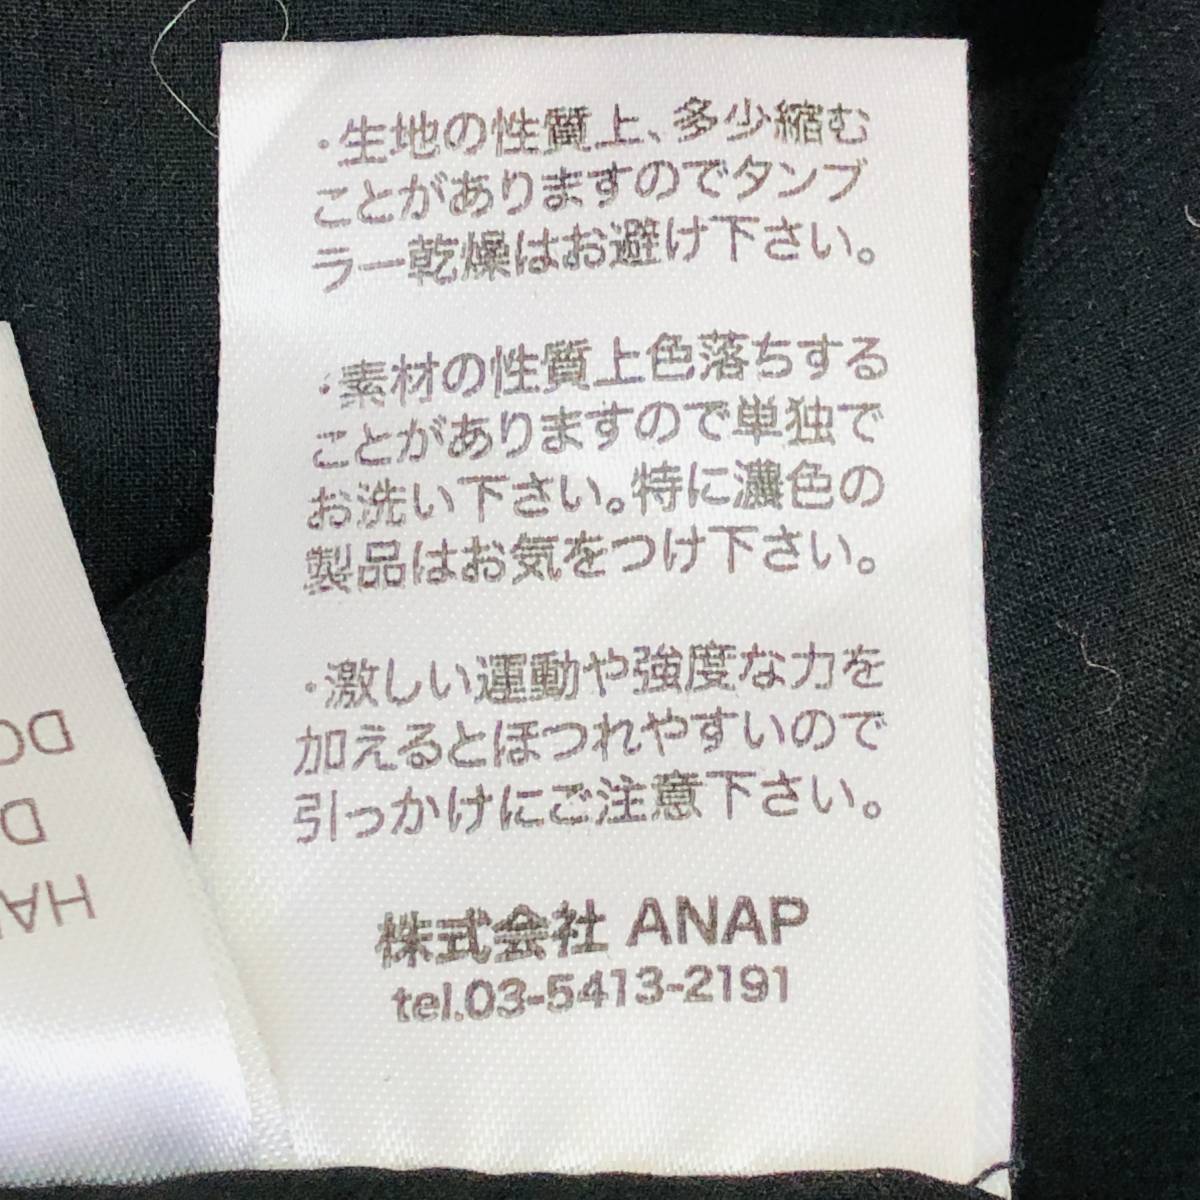 ・生地の性質上、多少縮む
ことがありますのでタンブ
ラー乾燥はお避け下さい。
・素材の性質上色落ちする
ことがありますので単独で
お洗い下さい。特に濃色の
製品はお気をつけ下さい。
・激しい運動や強度な力を
加えるとほつれやすいので
引っかけにご注意下さい。
株式会社 ANAP
tel.03-5413-2191
HA
D
DO